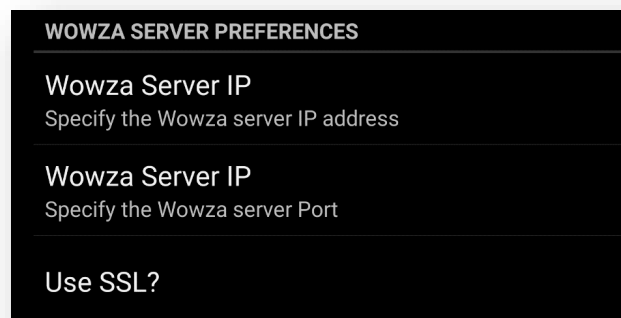 WOWZA SERVER PREFERENCES
Wowza Server IP
Specify the Wowza server IP address
Wowza Server IP
Specify the Wowza server Port
Use SSL?